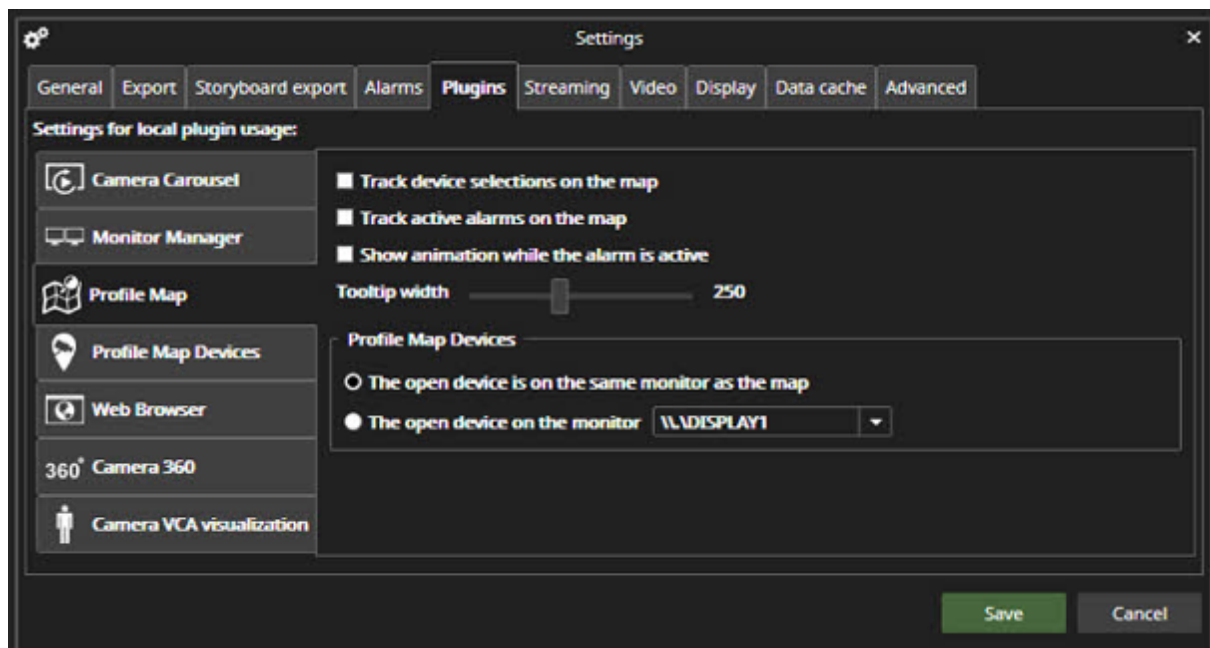 Settings
General Export Storyboard export Alarms Plugins Streaming Video Display Data cache Advanced
Settings for local plugin usage:
Camera Carousel
Monitor Manager
Profile Map
Profile Map Devices
Web Browser
360° Camera 360
Camera VCA visualization
Track device selections on the map
Track active alarms on the map
Show animation while the alarm is active
Tooltip width 250
Profile Map Devices
The open device is on the same monitor as the map
The open device on the monitor \\.\DISPLAY1
Save Cancel